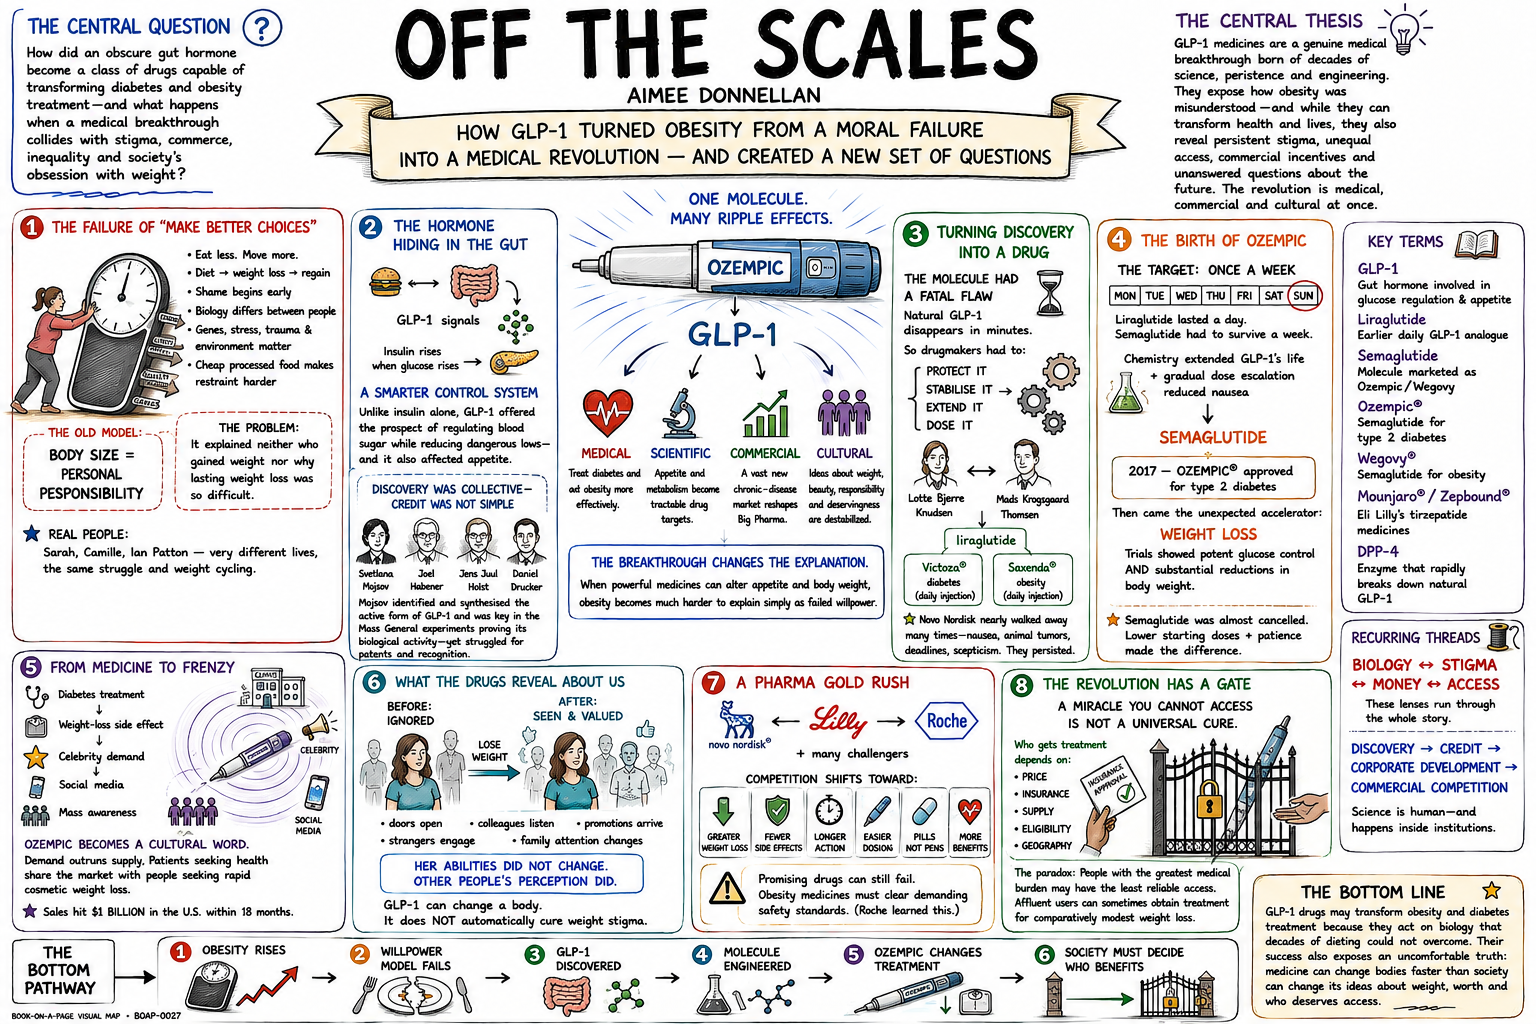 THE CENTRAL QUESTION
?
How did an obscure gut hormone
become a class of drugs capable of
transforming diabetes and obesity
treatment—and what happens
when a medical breakthrough
collides with stigma, commerce,
inequality and society's
obsession with weight?
OFF THE SCALES
AIMEE DONNELLAN
HOW GLP-1 TURNED OBESITY FROM A MORAL FAILURE
INTO A MEDICAL REVOLUTION — AND CREATED A NEW SET OF QUESTIONS
THE CENTRAL THESIS
GLP-1 medicines are a genuine medical
breakthrough born of decades of
science, peristence and engineering.
They expose how obesity was
misunderstood—and while they can
transform health and lives, they also
reveal persistent stigma, unequal
access, commercial incentives and
unanswered questions about the
future. The revolution is medical,
commercial and cultural at once.
1 THE FAILURE OF "MAKE BETTER CHOICES"
• Eat less. Move more.
• Diet → weight loss → regain
• Shame begins early
• Biology differs between people
• Genes, stress, trauma &
environment matter
• Cheap processed food makes
restraint harder
THE OLD MODEL:
BODY SIZE =
PERSONAL
PESPONSIBILITY
THE PROBLEM:
It explained neither who
gained weight nor why
lasting weight loss was
so difficult.
REAL PEOPLE:
Sarah, Camille, Ian Patton — very different lives,
the same struggle and weight cycling.
2 THE HORMONE
HIDING IN THE GUT
GLP-1 signals
Insulin rises
when glucose rises →
A SMARTER CONTROL SYSTEM
Unlike insulin alone, GLP-1 offered
the prospect of regulating blood
sugar while reducing dangerous lows—
and it also affected appetite.
DISCOVERY WAS COLLECTIVE—
CREDIT WAS NOT SIMPLE
Svetlana
Mojsov
Joel
Habener
Jens Juul
Holst
Daniel
Drucker
Mojsov identified and synthesised the
active form of GLP-1 and was key in the
Mass General experiments proving its
biological activity—yet struggled for
patents and recognition.
ONE MOLECULE.
MANY RIPPLE EFFECTS.
OZEMPIC
GLP-1
MEDICAL
Treat diabetes and
ad obesity more
effectively.
SCIENTIFIC
Appetite and
metabolism become
tractable drug
targets.
COMMERCIAL
A vast new
chronic-disease
market reshapes
Big Pharma.
CULTURAL
Ideas about weight,
beauty, responsibility
and deservingness
are destabilized.
THE BREAKTHROUGH CHANGES THE EXPLANATION.
When powerful medicines can alter appetite and body weight,
obesity becomes much harder to explain simply as failed willpower.
3 TURNING DISCOVERY
INTO A DRUG
THE MOLECULE HAD
A FATAL FLAW
Natural GLP-1
disappears in minutes.
So drugmakers had to:
PROTECT IT
STABILISE IT →
EXTEND IT
DOSE IT
Lotte Bjerre
Knudsen
Mads Krogsgaard
Thomsen
liraglutide
Victoza®
diabetes
(daily injection)
Saxenda®
obesity
(daily injection)
Novo Nordisk nearly walked away
many times—nausea, animal tumors,
deadlines, scepticism. They persisted.
4 THE BIRTH OF OZEMPIC
THE TARGET: ONCE A WEEK
MON TUE WED THU FRI SAT SUN
Liraglutide lasted a day.
Semaglutide had to survive a week.
Chemistry extended GLP-1's life
+ gradual dose escalation
reduced nausea
SEMAGLUTIDE
2017 — OZEMPIC® approved
for type 2 diabetes
Then came the unexpected accelerator:
WEIGHT LOSS
Trials showed potent glucose control
AND substantial reductions in
body weight.
Semaglutide was almost cancelled.
Lower starting doses + patience
made the difference.
KEY TERMS
GLP-1
Gut hormone involved in
glucose regulation & appetite
Liraglutide
Earlier daily GLP-1 analogue
Semaglutide
Molecule marketed as
Ozempic/Wegovy
Ozempic®
Semaglutide for
type 2 diabetes
Wegovy®
Semaglutide for obesity
Mounjaro® / Zepbound®
Eli Lilly's tirzepatide
medicines
DPP-4
Enzyme that rapidly
breaks down natural
GLP-1
RECURRING THREADS
BIOLOGY ↔ STIGMA
↔ MONEY ↔ ACCESS
These lenses run through
the whole story.
DISCOVERY → CREDIT →
CORPORATE DEVELOPMENT →
COMMERCIAL COMPETITION
Science is human—and
happens inside institutions.
5 FROM MEDICINE TO FRENZY
Diabetes treatment
Weight-loss side effect
Celebrity demand
Social media
Mass awareness
CELEBRITY
SOCIAL
MEDIA
OZEMPIC BECOMES A CULTURAL WORD.
Demand outruns supply. Patients seeking health
share the market with people seeking rapid
cosmetic weight loss.
Sales hit $1 BILLION in the U.S. within 18 months.
6 WHAT THE DRUGS REVEAL ABOUT US
BEFORE:
IGNORED
AFTER:
SEEN & VALUED
LOSE
WEIGHT
• doors open • colleagues listen • promotions arrive
• strangers engage • family attention changes
HER ABILITIES DID NOT CHANGE.
OTHER PEOPLE'S PERCEPTION DID.
GLP-1 can change a body.
It does NOT automatically cure weight stigma.
7 A PHARMA GOLD RUSH
novo nordisk®
Lilly
Roche
+ many challengers
COMPETITION SHIFTS TOWARD:
GREATER
WEIGHT LOSS
FEWER
SIDE EFFECTS
LONGER
ACTION
EASIER
DOSING
PILLS
NOT PENS
MORE
BENEFITS
Promising drugs can still fail.
Obesity medicines must clear demanding
safety standards. (Roche learned this.)
8 THE REVOLUTION HAS A GATE
A MIRACLE YOU CANNOT ACCESS
IS NOT A UNIVERSAL CURE.
Who gets treatment
depends on:
• PRICE
• INSURANCE
• SUPPLY
• ELIGIBILITY
• GEOGRAPHY
INSURANCE
APPROVAL
The paradox: People with the greatest medical
burden may have the least reliable access.
Affluent users can sometimes obtain treatment
for comparatively modest weight loss.
THE BOTTOM LINE
GLP-1 drugs may transform obesity and diabetes
treatment because they act on biology that
decades of dieting could not overcome. Their
success also exposes an uncomfortable truth:
medicine can change bodies faster than society
can change its ideas about weight, worth and
who deserves access.
THE
BOTTOM
PATHWAY
1 OBESITY RISES
2 WILLPOWER
MODEL FAILS
3 GLP-1
DISCOVERED
4 MOLECULE
ENGINEERED
5 OZEMPIC CHANGES
TREATMENT
OZEMPIC
6 SOCIETY MUST DECIDE
WHO BENEFITS
BOOK-ON-A-PAGE VISUAL MAP • BOAP-0027